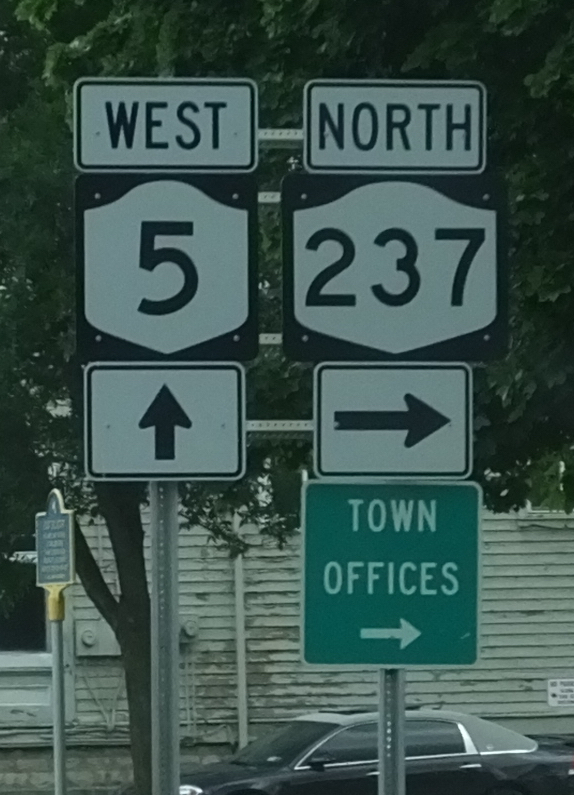 WEST
5
NORTH
237
TOWN
OFFICES